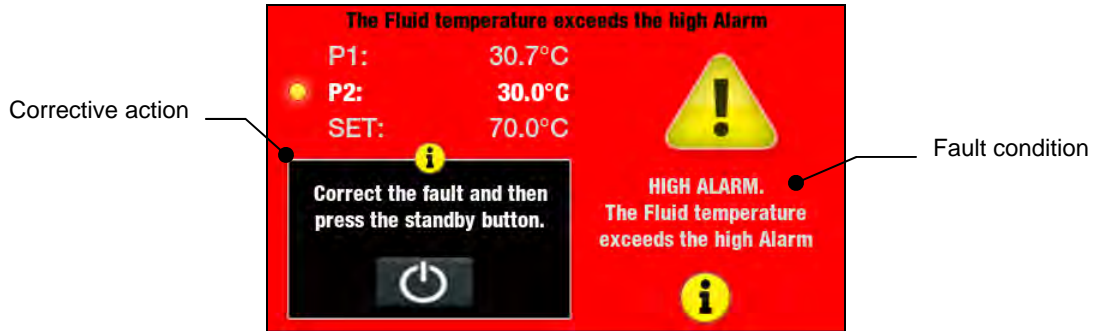 The Fluid temperature exceeds the high Alarm
P1: 30.7°C
P2: 30.0°C
SET: 70.0°C
Corrective action
Correct the fault and then
press the standby button.
Fault condition
HIGH ALARM.
The Fluid temperature
exceeds the high Alarm